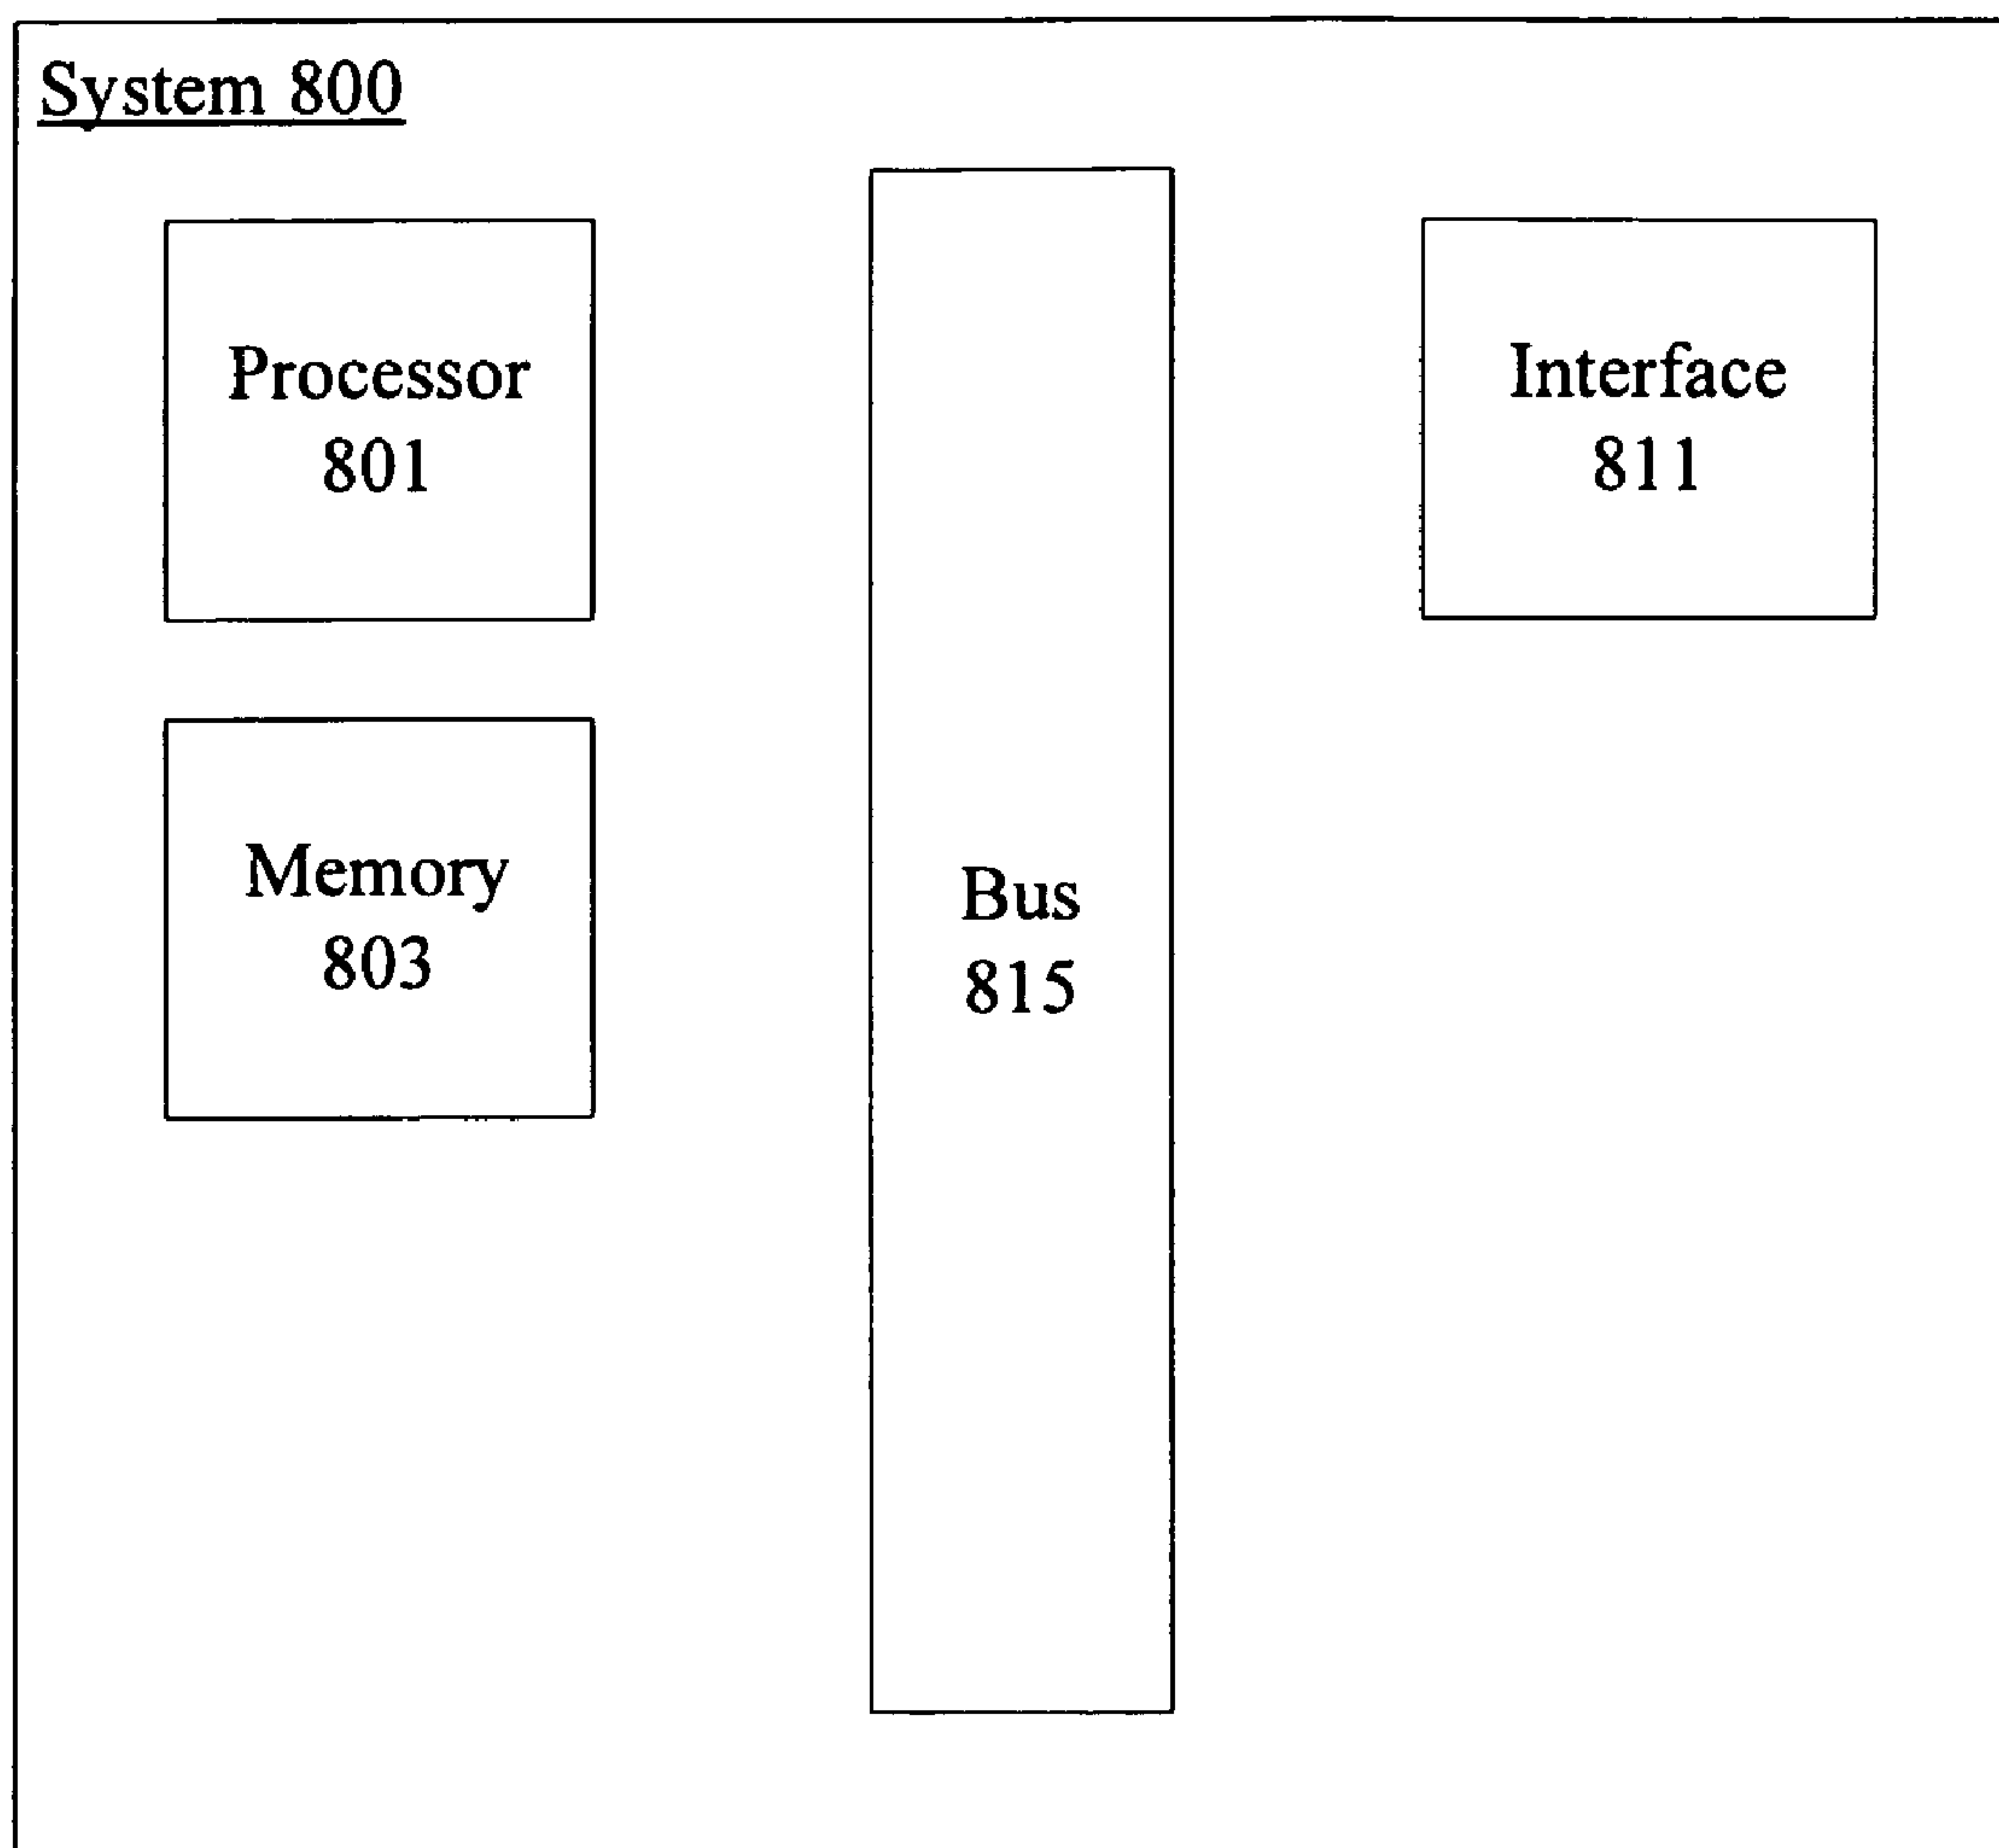 System 800
Processor
801
Interface
811
Memory
803
Bus
815